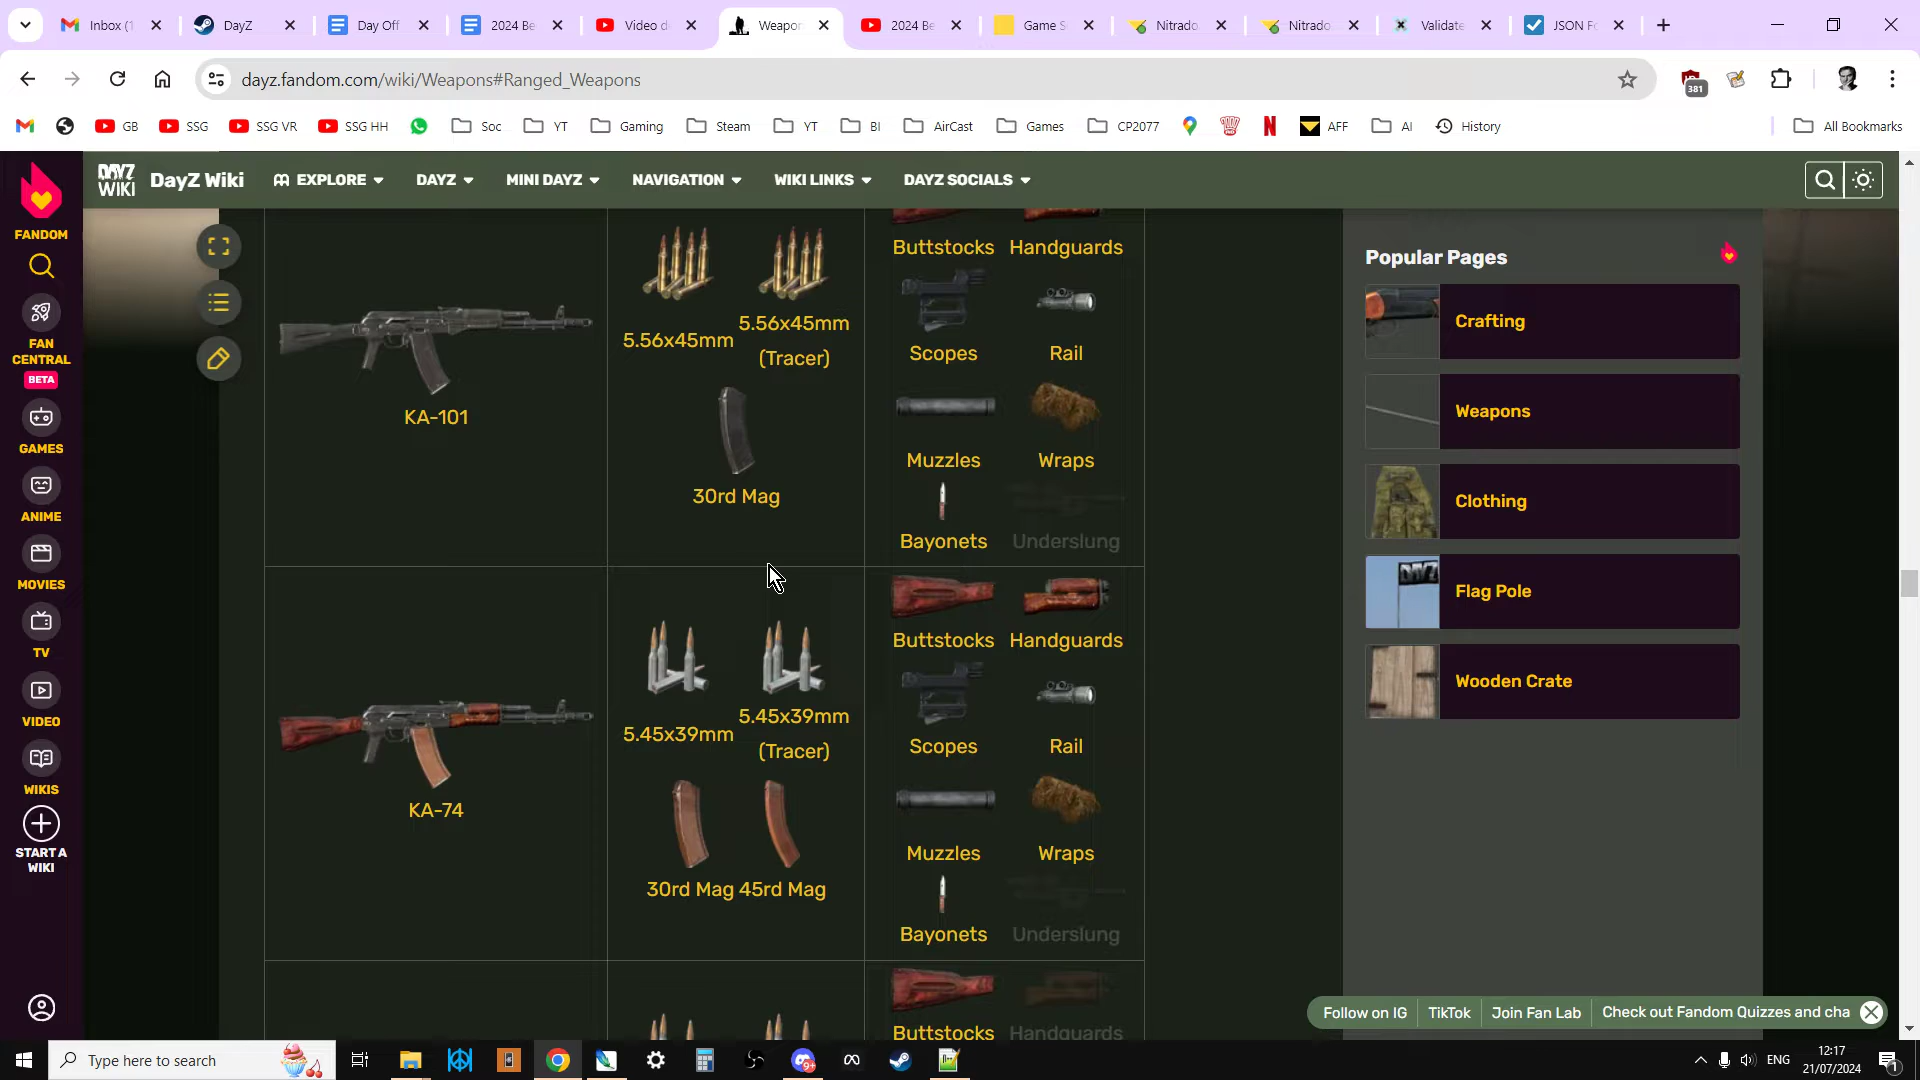 Inbox (1
DayZ
Day Off
2024 Be
Video d
Weapon
2024 Be
Game S
Nitrado
Nitrado
Validate
JSON Fo
dayz.fandom.com/wiki/Weapons#Ranged_Weapons
381
GB
SSG
SSG VR
SSG HH
Soc
YT
Gaming
Steam
YT
BI
AirCast
Games
CP2077
AFF
AI
History
All Bookmarks
DAYZ WIKI
DayZ Wiki
EXPLORE
DAYZ
MINI DAYZ
NAVIGATION
WIKI LINKS
DAYZ SOCIALS
FANDOM
FAN CENTRAL
BETA
GAMES
ANIME
MOVIES
TV
VIDEO
WIKIS
START A WIKI
KA-101
5.56x45mm
5.56x45mm
(Tracer)
30rd Mag
Buttstocks Handguards
Scopes Rail
Muzzles Wraps
Bayonets Underslung
KA-74
5.45x39mm
5.45x39mm
(Tracer)
30rd Mag 45rd Mag
Buttstocks Handguards
Scopes Rail
Muzzles Wraps
Bayonets Underslung
Buttstocks Handguards
Popular Pages
Crafting
Weapons
Clothing
Flag Pole
Wooden Crate
Follow on IG
TikTok
Join Fan Lab
Check out Fandom Quizzes and cha
Type here to search
9+
ENG
12:17
21/07/2024
1